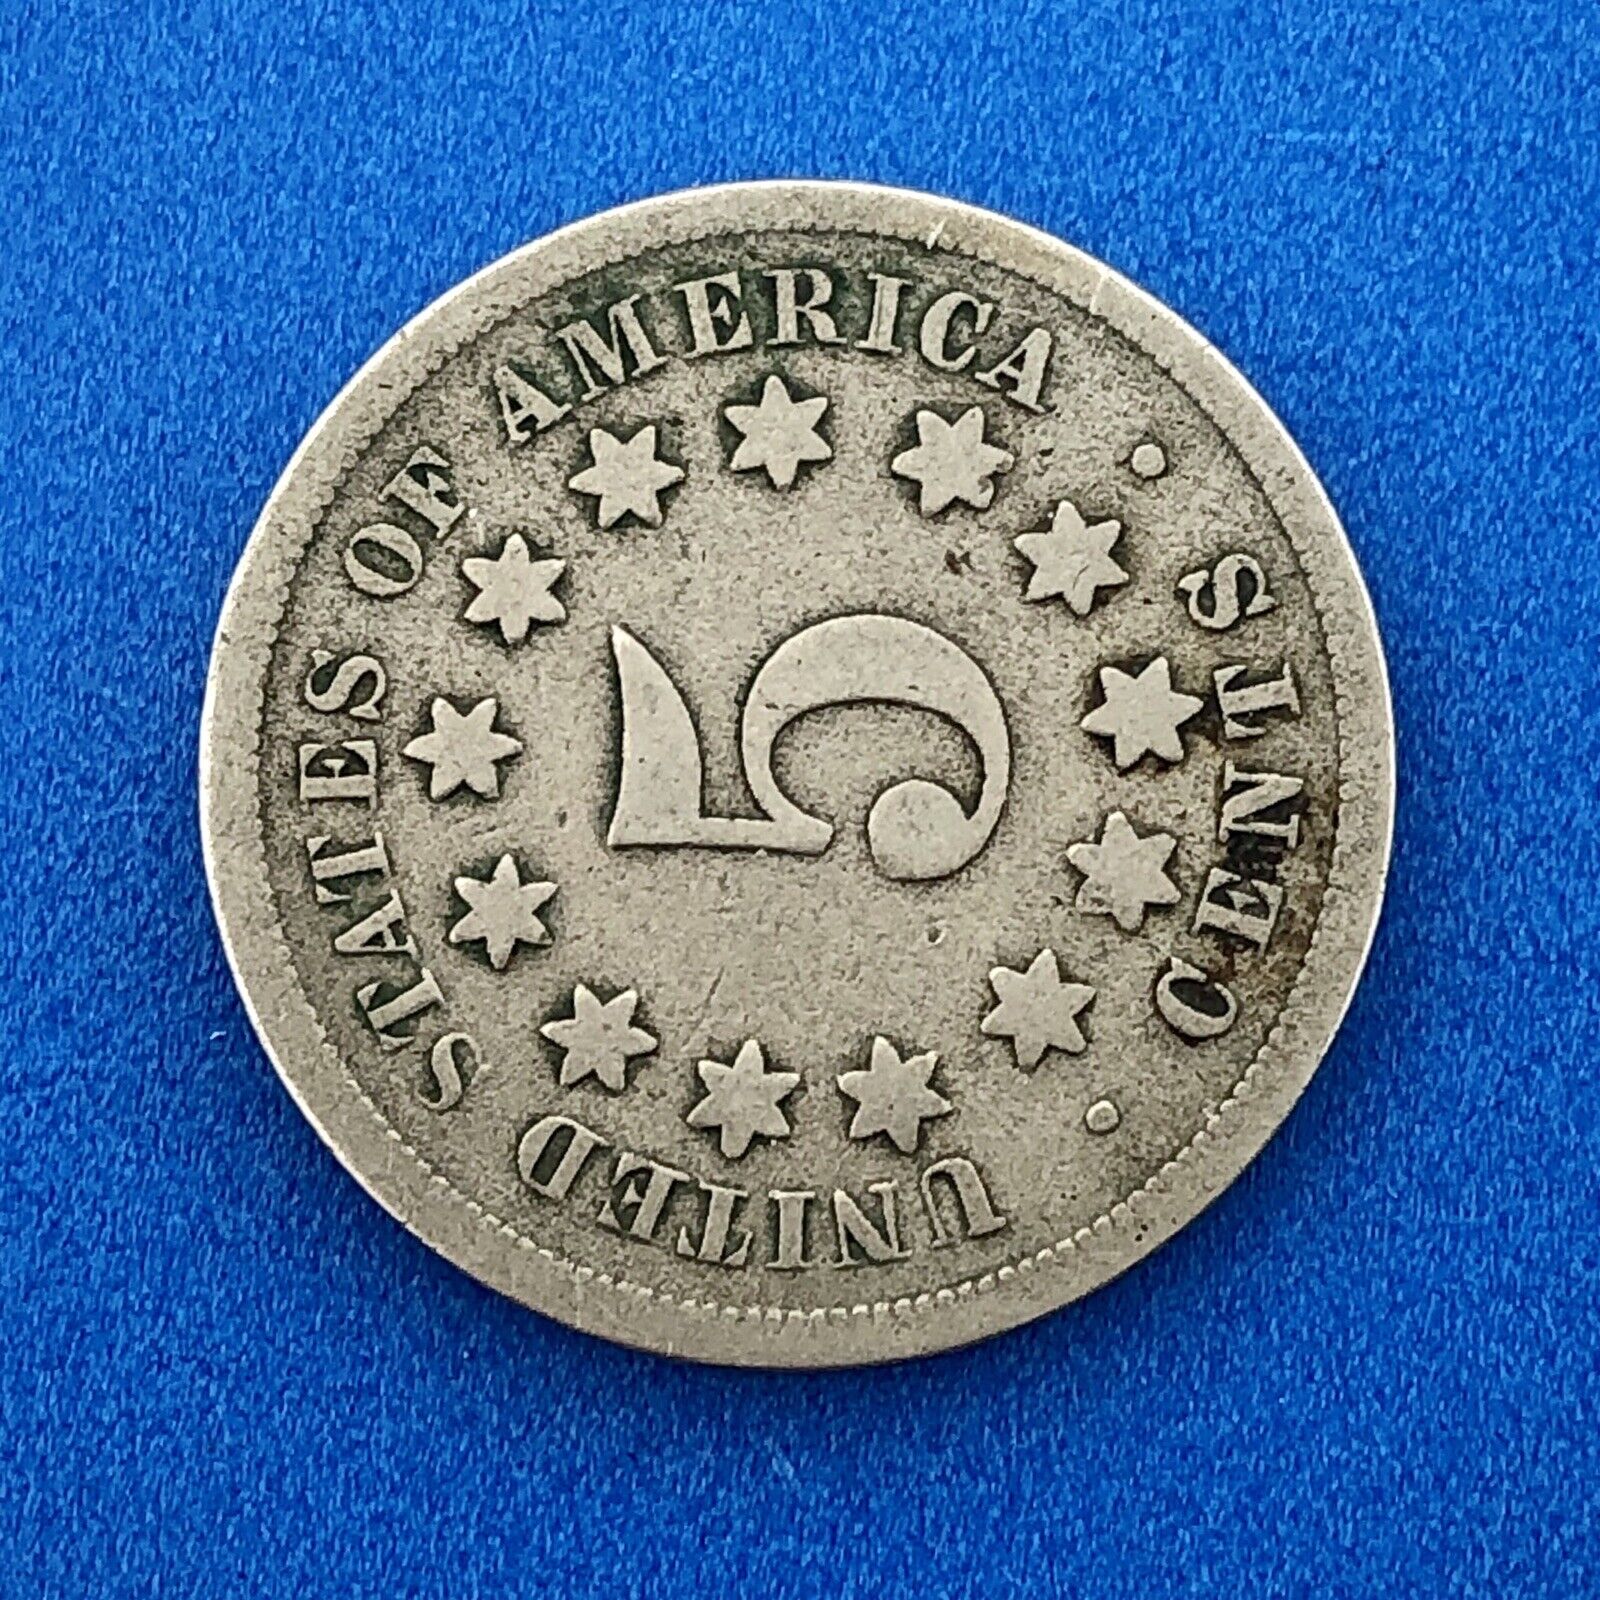 UNITED STATES OF AMERICA
5
CENTS